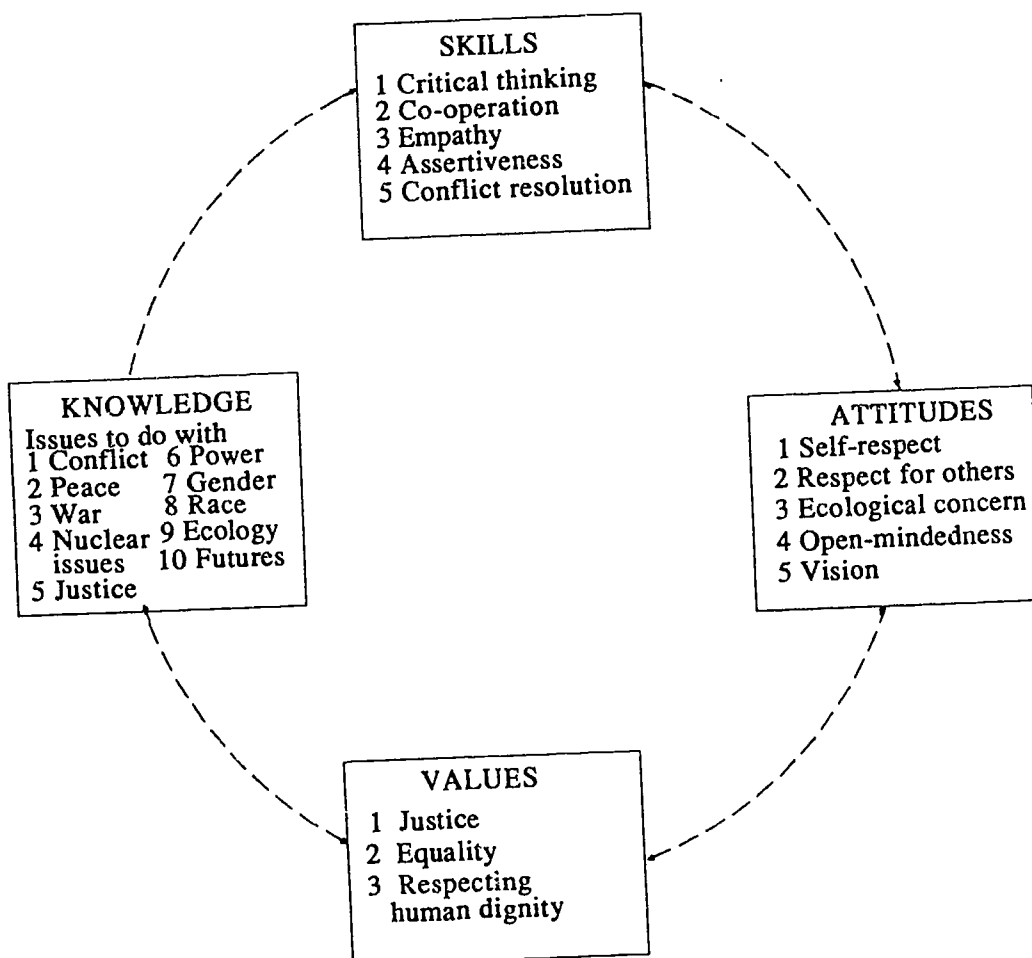 SKILLS
1 Critical thinking
2 Co-operation
3 Empathy
4 Assertiveness
5 Conflict resolution
KNOWLEDGE
Issues to do with
1 Conflict 6 Power
2 Peace 7 Gender
3 War 8 Race
4 Nuclear 9 Ecology
issues 10 Futures
5 Justice
ATTITUDES
1 Self-respect
2 Respect for others
3 Ecological concern
4 Open-mindedness
5 Vision
VALUES
1 Justice
2 Equality
3 Respecting
human dignity